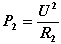 P₂ = U² / R₂